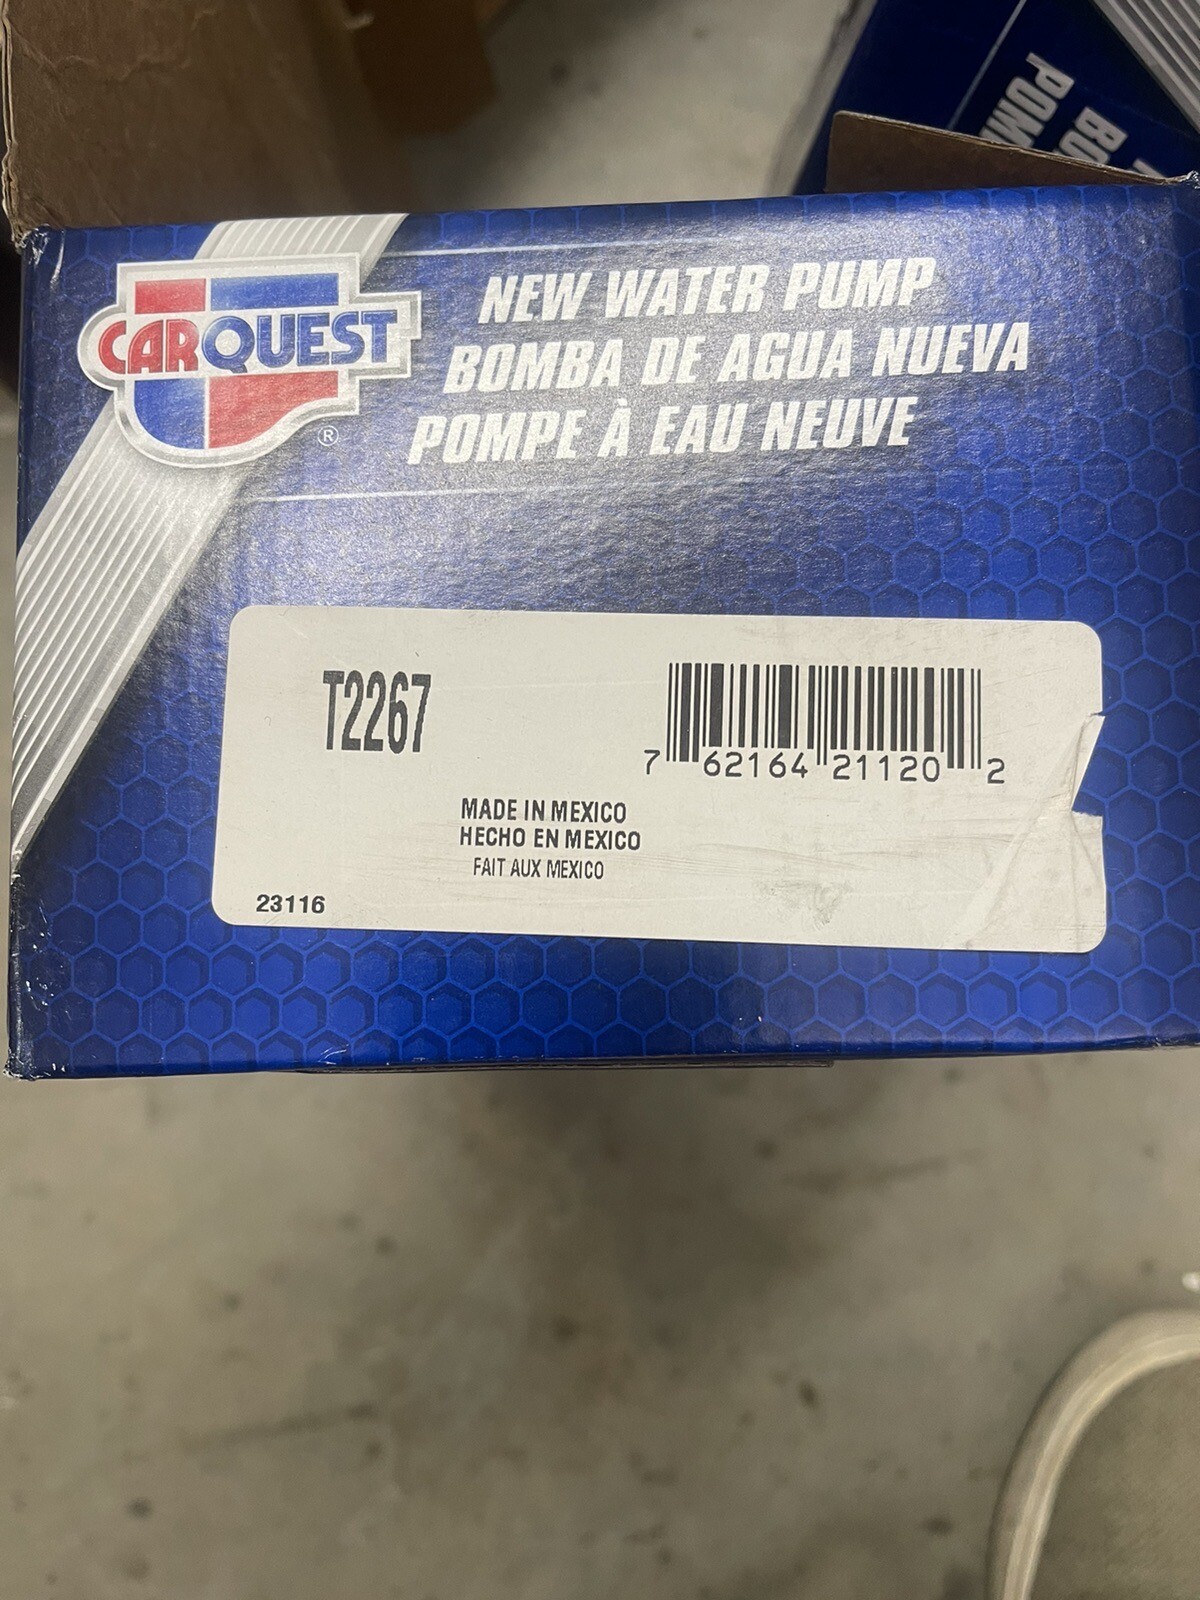 CARQUEST
®
NEW WATER PUMP
BOMBA DE AGUA NUEVA
POMPE À EAU NEUVE
T2267
7 62164 21120 2
MADE IN MEXICO
HECHO EN MEXICO
FAIT AUX MEXICO
23116